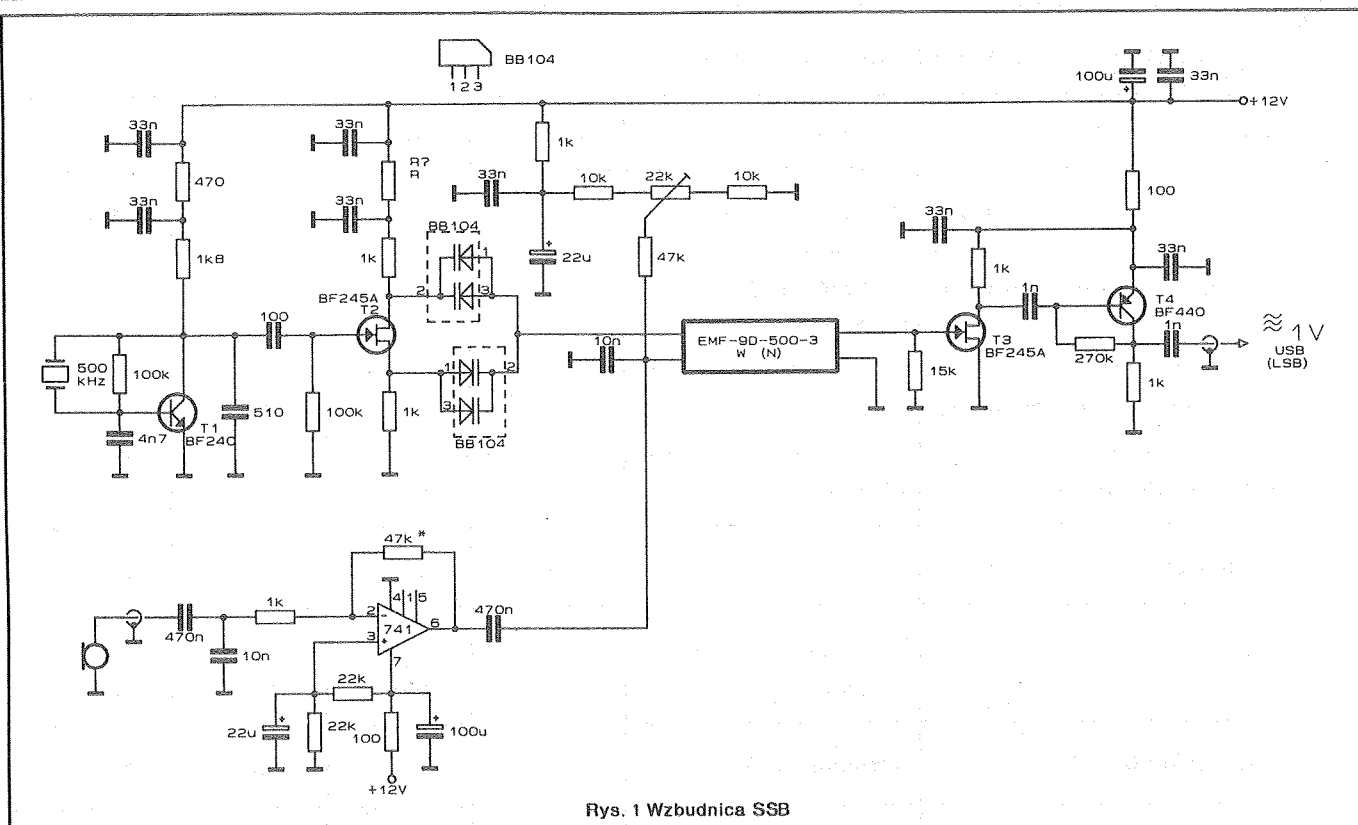 BB104
1 2 3
100u
+
33n
+12V
33n
470
33n
1k8
33n
R?
R
33n
1k
BF245A
T2
BB104
1
2
3
1k
33n
10k
22k
10k
+
22u
47k
100
33n
1k
33n
1n
T4
BF440
1n
≈ 1V
USB
(LSB)
500
kHz
100k
4n7
T1
BF240
510
100
100k
1k
1
2
3
BB104
10n
EMF-9D-500-3
W (N)
15k
T3
BF245A
270k
1k
47k *
470n
10n
1k
2
-
3
+
741
4
1
5
6
7
470n
22k
+
22u
22k
100
+
100u
+12V
Rys. 1 Wzbudnica SSB